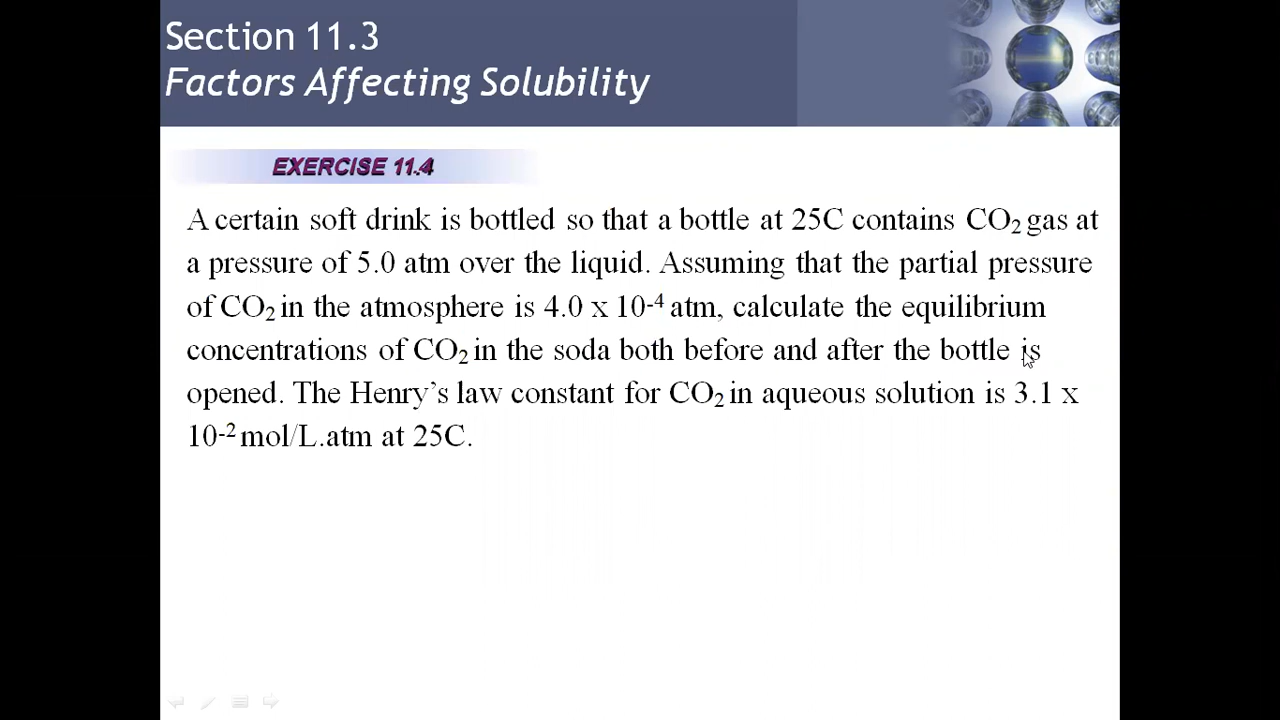 Section 11.3
Factors Affecting Solubility
EXERCISE 11.4
A certain soft drink is bottled so that a bottle at 25C contains CO₂ gas at
a pressure of 5.0 atm over the liquid. Assuming that the partial pressure
of CO₂ in the atmosphere is 4.0 x 10⁻⁴ atm, calculate the equilibrium
concentrations of CO₂ in the soda both before and after the bottle is
opened. The Henry’s law constant for CO₂ in aqueous solution is 3.1 x
10⁻² mol/L.atm at 25C.